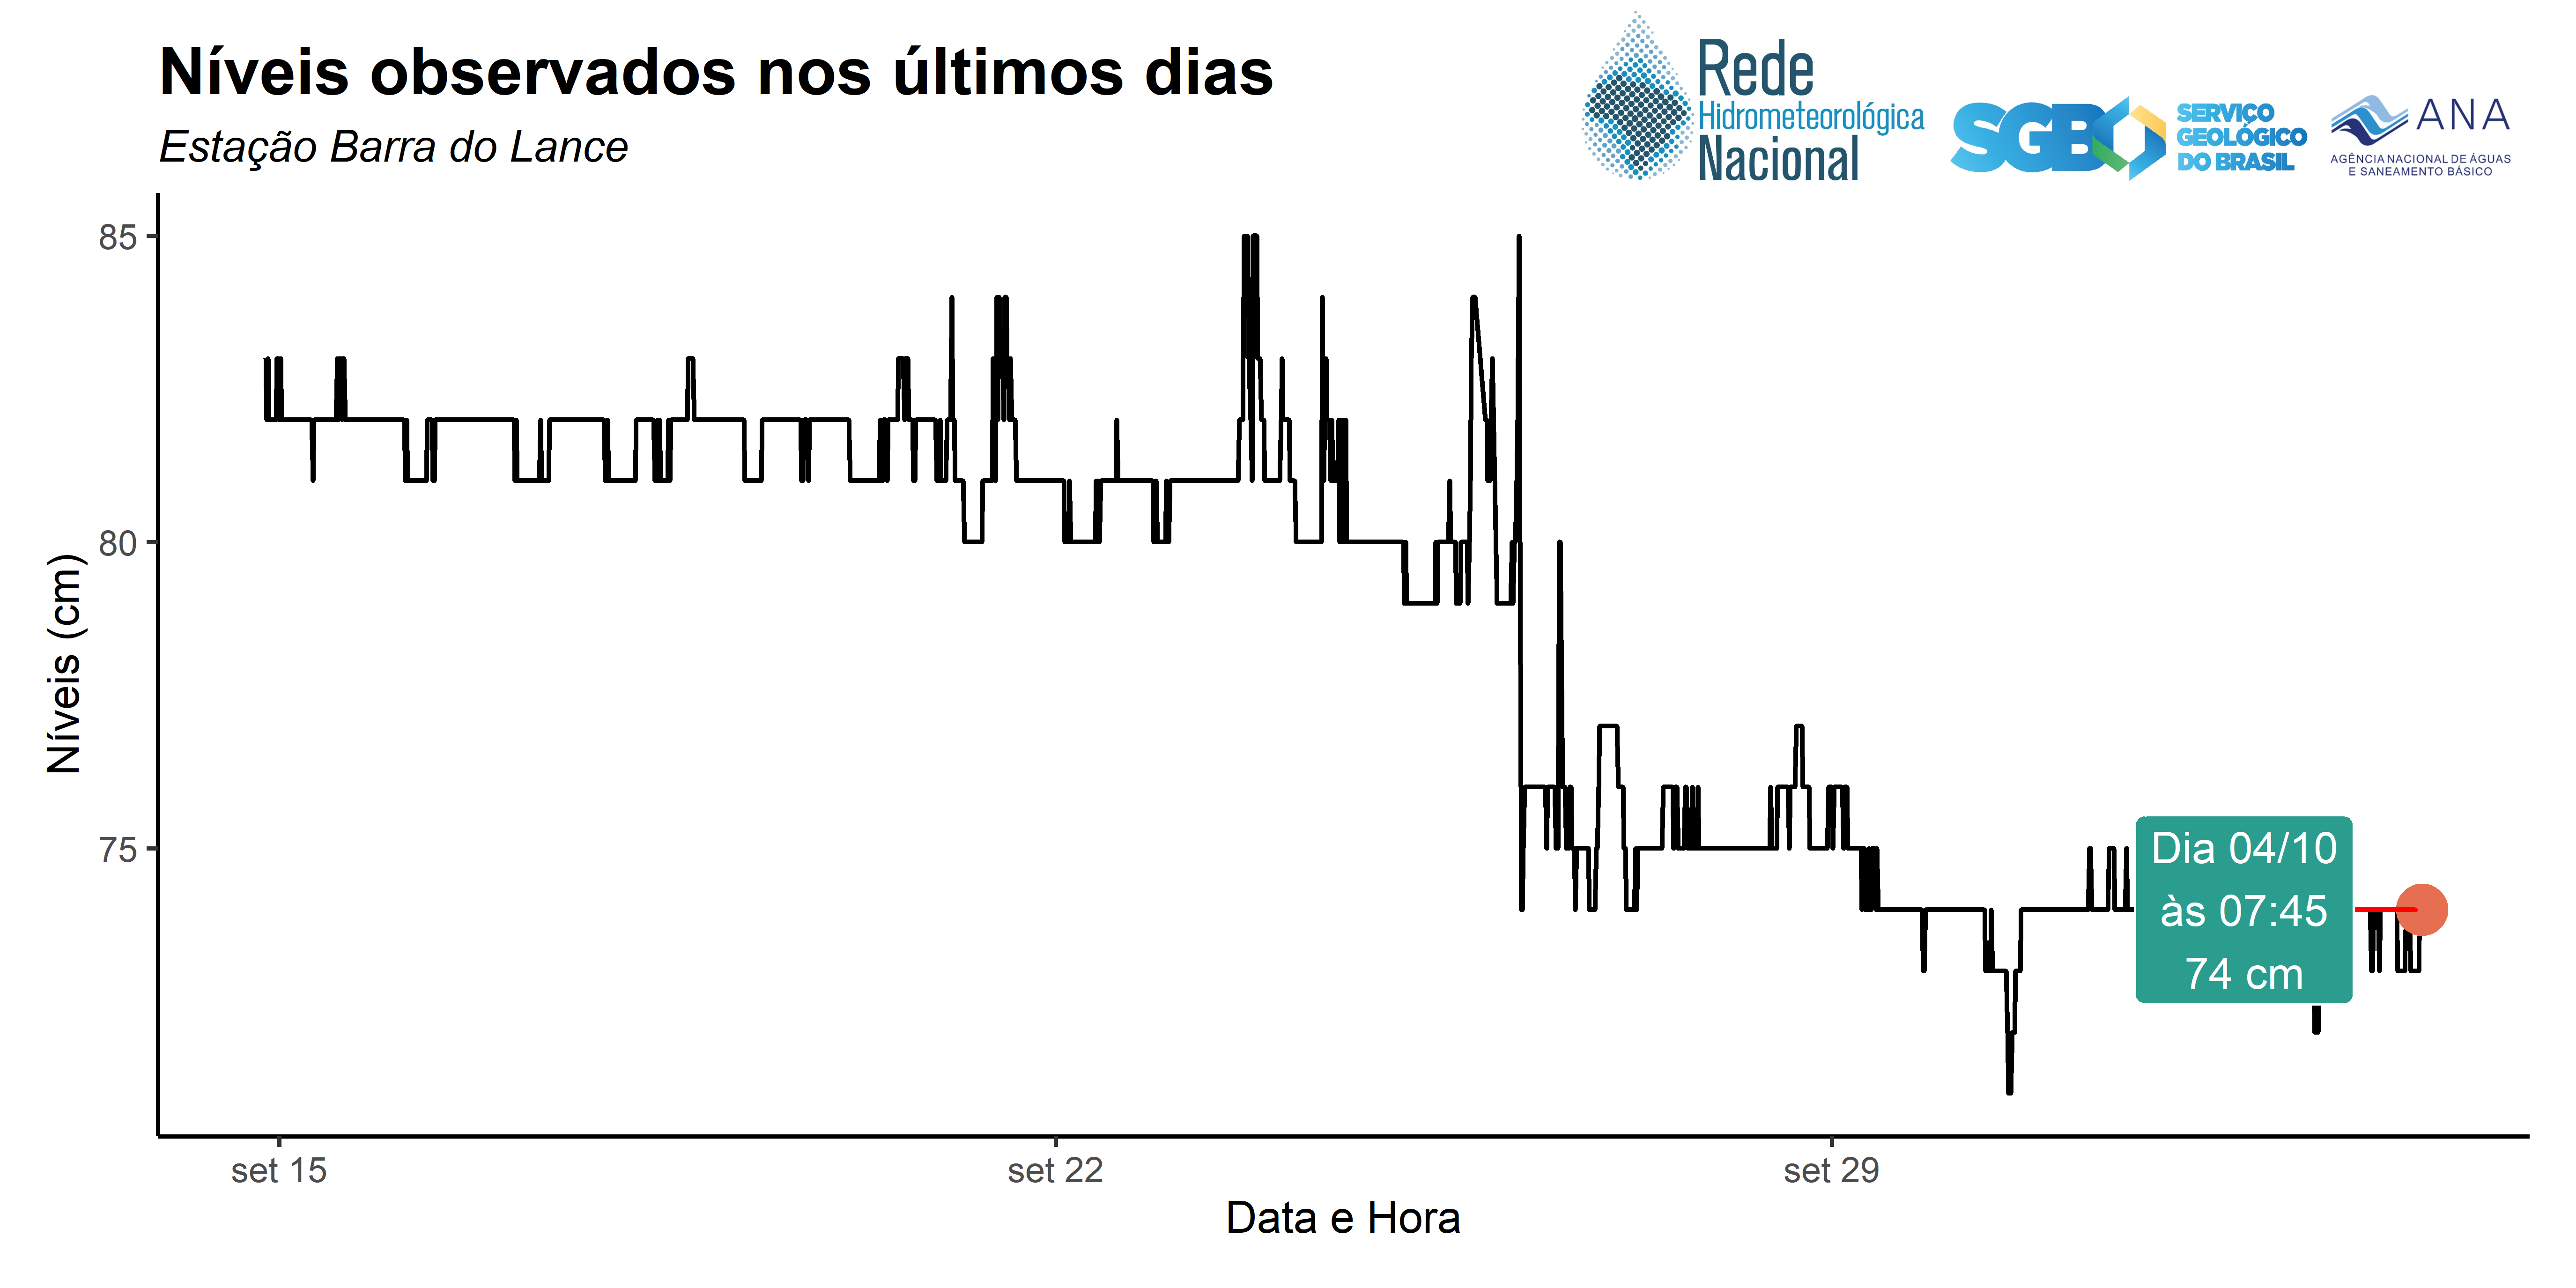 Níveis observados nos últimos dias
Estação Barra do Lance
Rede
Hidrometeorológica
Nacional
SGB
SERVIÇO
GEOLÓGICO
DO BRASIL
ANA
AGÊNCIA NACIONAL DE ÁGUAS
E SANEAMENTO BÁSICO
85
80
75
Níveis (cm)
Dia 04/10
às 07:45
74 cm
set 15
set 22
set 29
Data e Hora